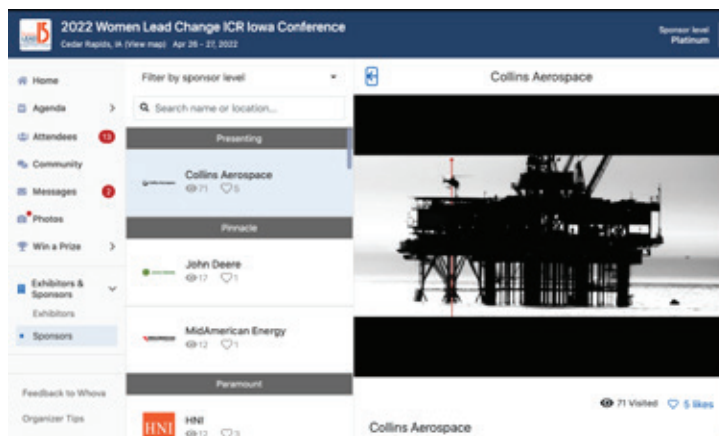 2022 Women Lead Change ICR Iowa Conference
Cedar Rapids, IA (View map) Apr 26 - 27, 2022
Sponsor level
Platinum
Home
Agenda
Attendees 13
Community
Messages 2
Photos
Win a Prize
Exhibitors &
Sponsors
Exhibitors
Sponsors
Feedback to Whova
Organizer Tips
Filter by sponsor level
Search name or location...
Presenting
Collins Aerospace
71 5
Pinnacle
John Deere
17 1
MidAmerican Energy
12 1
Paramount
HNI
HNI
12 3
Collins Aerospace
71 Visited 5 likes
Collins Aerospace